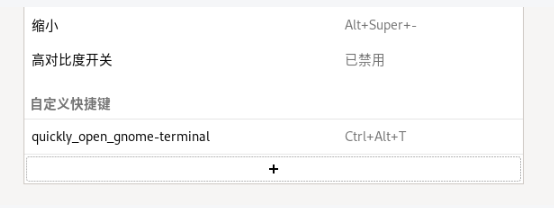 缩小 Alt+Super+-
高对比度开关 已禁用
自定义快捷键
quickly_open_gnome-terminal Ctrl+Alt+T
+